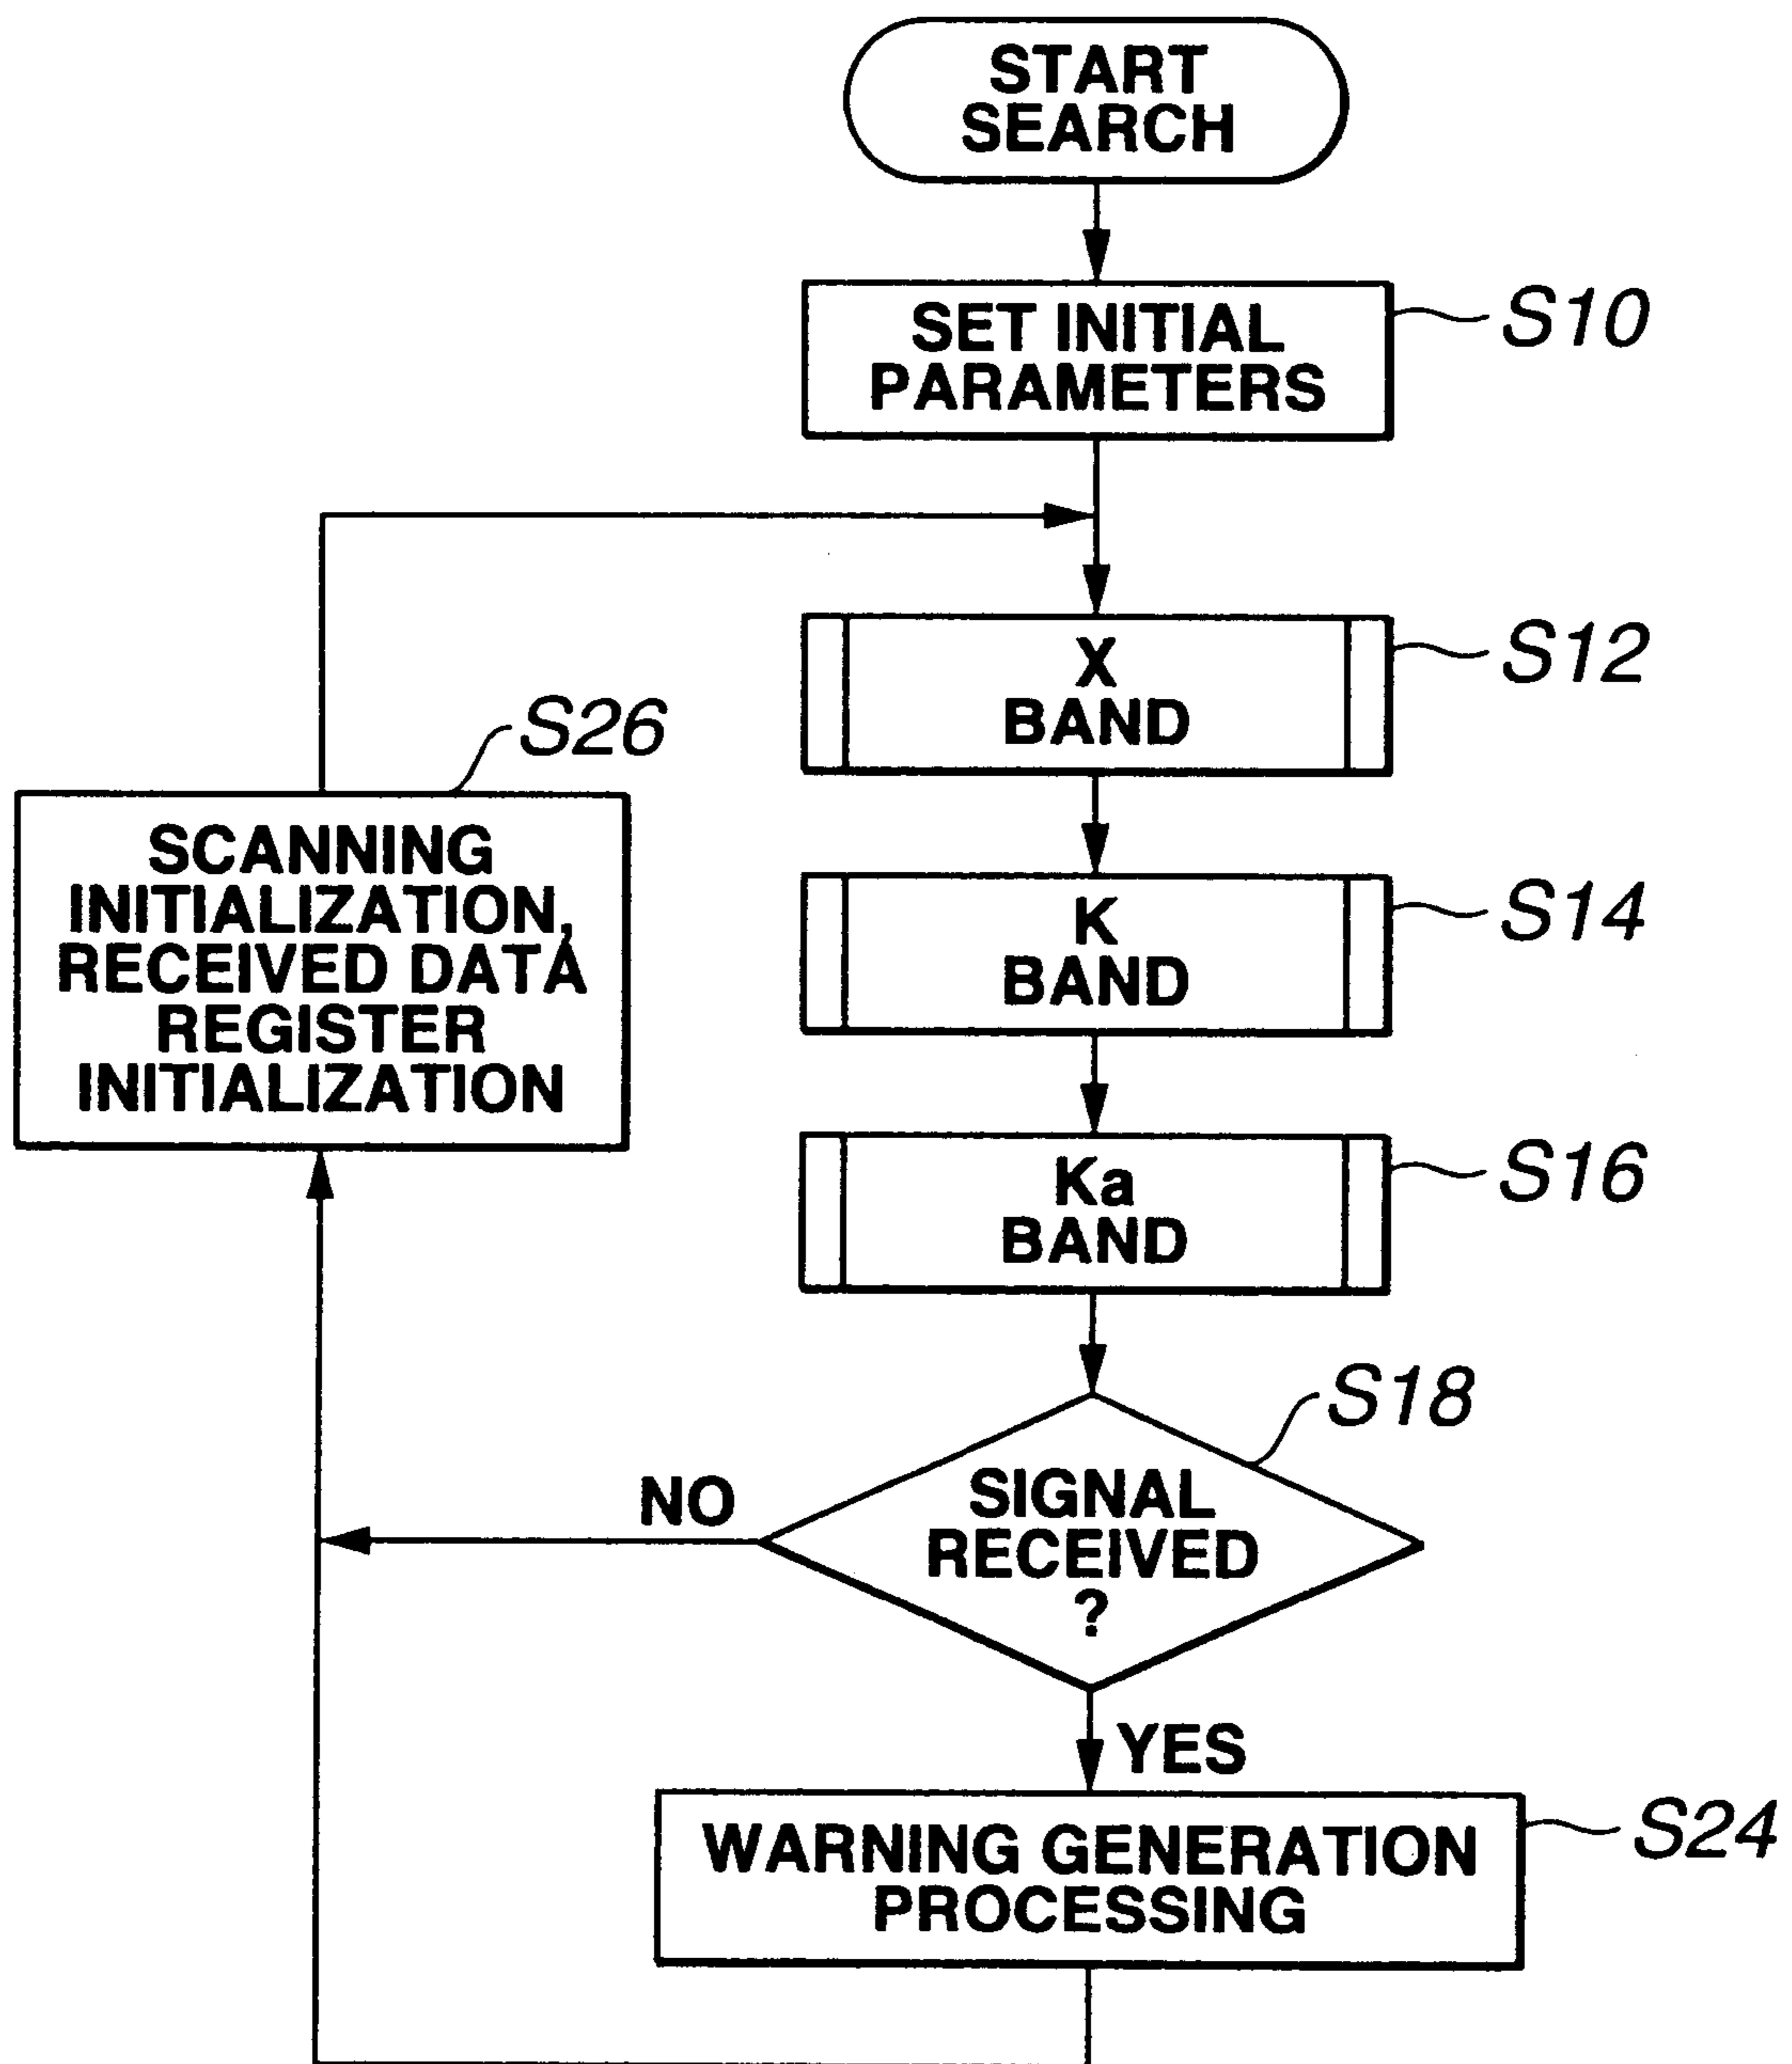 START
SEARCH
SET INITIAL
PARAMETERS
S10
X
BAND
S12
S26
SCANNING
INITIALIZATION,
RECEIVED DATA
REGISTER
INITIALIZATION
K
BAND
S14
Ka
BAND
S16
S18
SIGNAL
RECEIVED
?
NO
YES
WARNING GENERATION
PROCESSING
S24